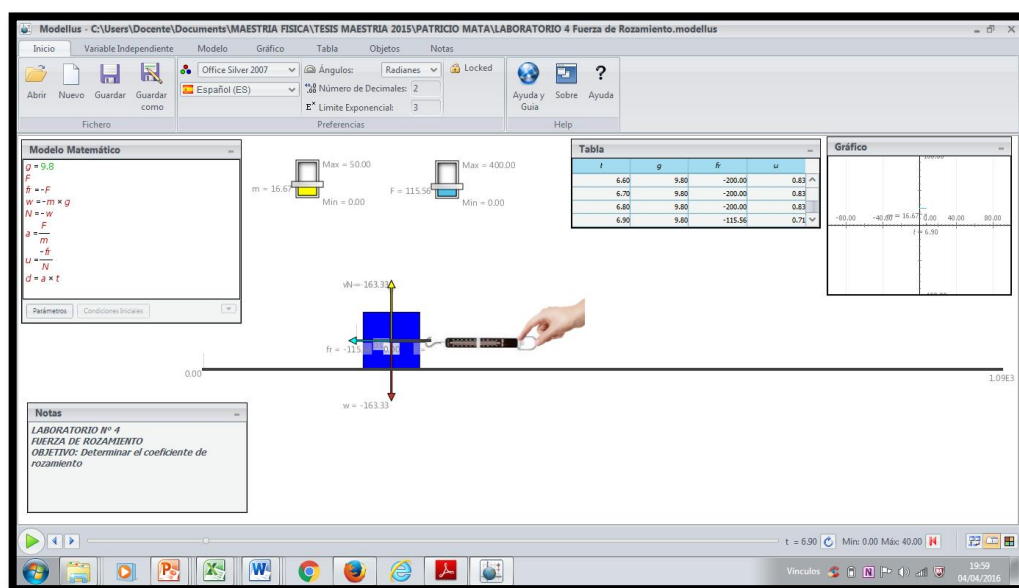 Modellus - C:\Users\Docente\Documents\MAESTRIA FISICA\TESIS MAESTRIA 2015\PATRICIO MATA\LABORATORIO 4 Fuerza de Rozamiento.modellus
Inicio Variable Independiente Modelo Gráfico Tabla Objetos Notas
Abrir Nuevo Guardar Guardar como
Fichero
Office Silver 2007
Español (ES)
Ángulos: Radianes
Número de Decimales: 2
Límite Exponencial: 3
Locked
Preferencias
Ayuda y Guia Sobre Ayuda
Help
Modelo Matemático
g = 9.8
F
fr = -F
w = -m × g
N = - w
a = F
m
u = -fr
N
d = a × t
Parámetros Condiciones Iniciales
Max = 50.00
m = 16.67
Min = 0.00
Max = 400.00
F = 115.56
Min = 0.00
Tabla
t g fr u
6.60 9.80 -200.00 0.83
6.70 9.80 -200.00 0.83
6.80 9.80 -200.00 0.83
6.90 9.80 -115.56 0.71
Gráfico
-80.00 m = 16.67 0.00 40.00 80.00
t = 6.90
-163.33
fr = -115.
w = -163.33
0.00
1.09E3
Notas
LABORATORIO Nº 4
FUERZA DE ROZAMIENTO
OBJETIVO: Determinar el coeficiente de
rozamiento
t = 6.90 Min: 0.00 Máx: 40.00
Vínculos
19:59
04/04/2016